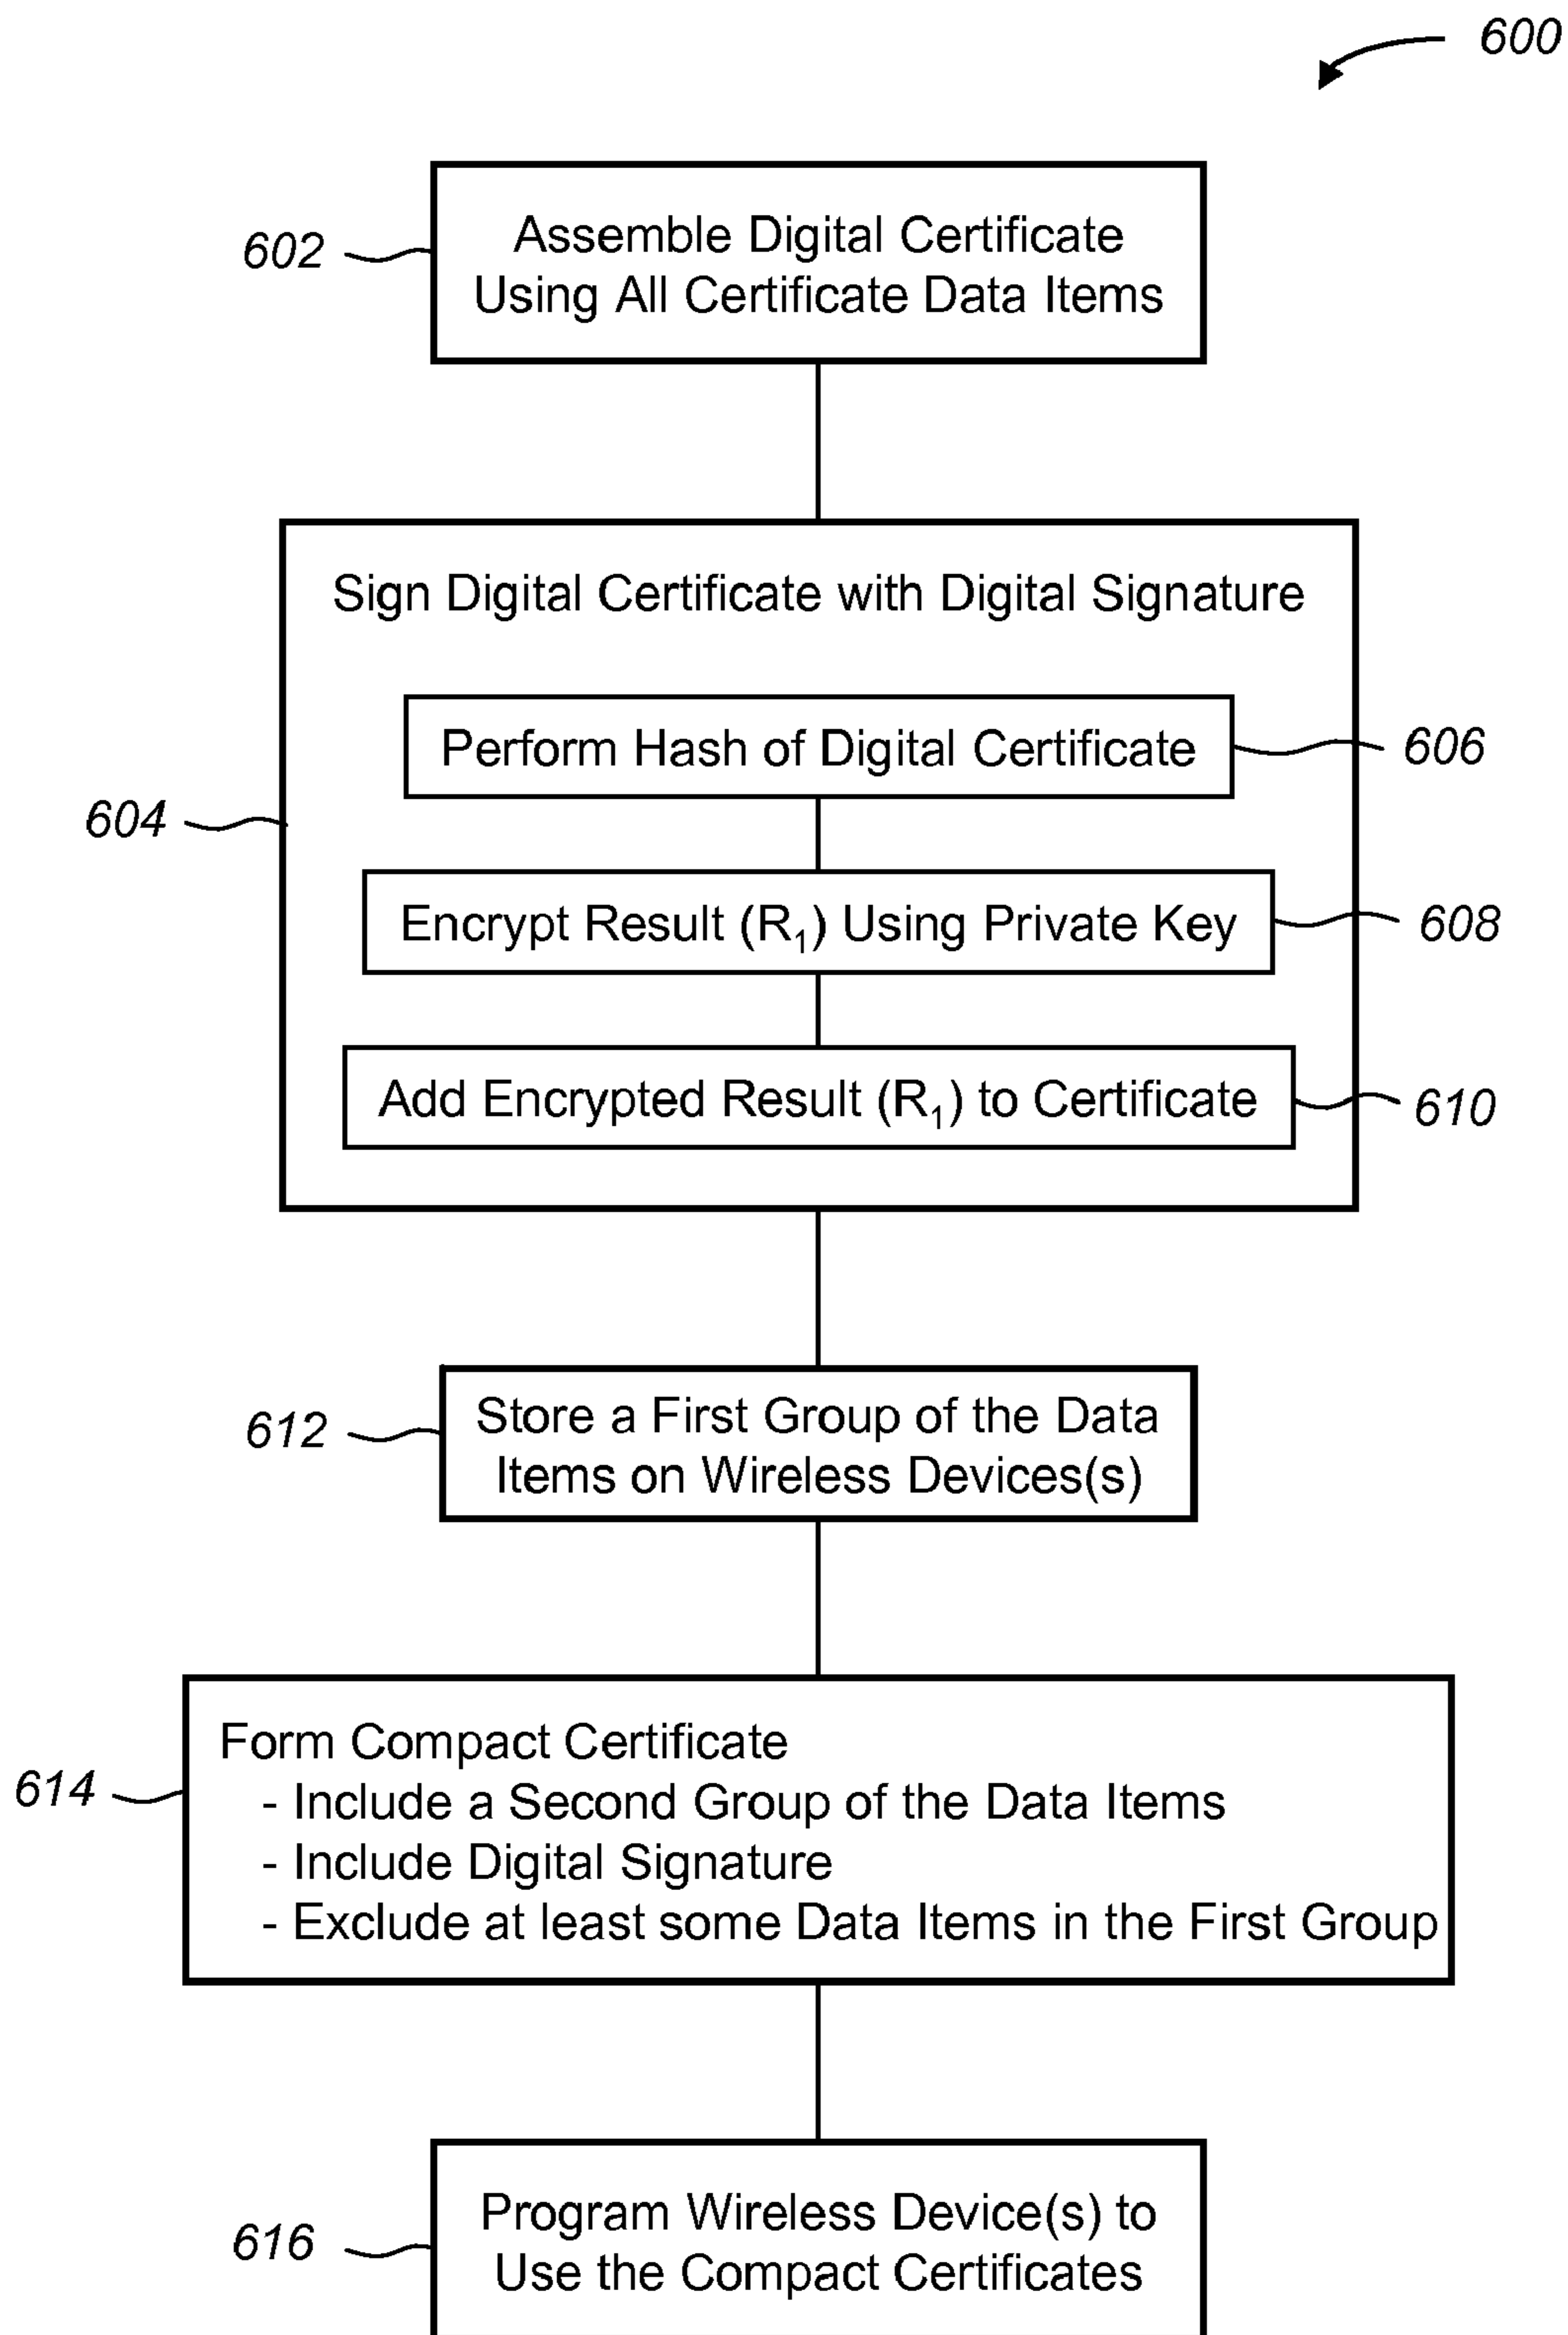 600
602
Assemble Digital Certificate
Using All Certificate Data Items
604
Sign Digital Certificate with Digital Signature
Perform Hash of Digital Certificate
606
Encrypt Result (R₁) Using Private Key
608
Add Encrypted Result (R₁) to Certificate
610
612
Store a First Group of the Data
Items on Wireless Devices(s)
614
Form Compact Certificate
- Include a Second Group of the Data Items
- Include Digital Signature
- Exclude at least some Data Items in the First Group
616
Program Wireless Device(s) to
Use the Compact Certificates